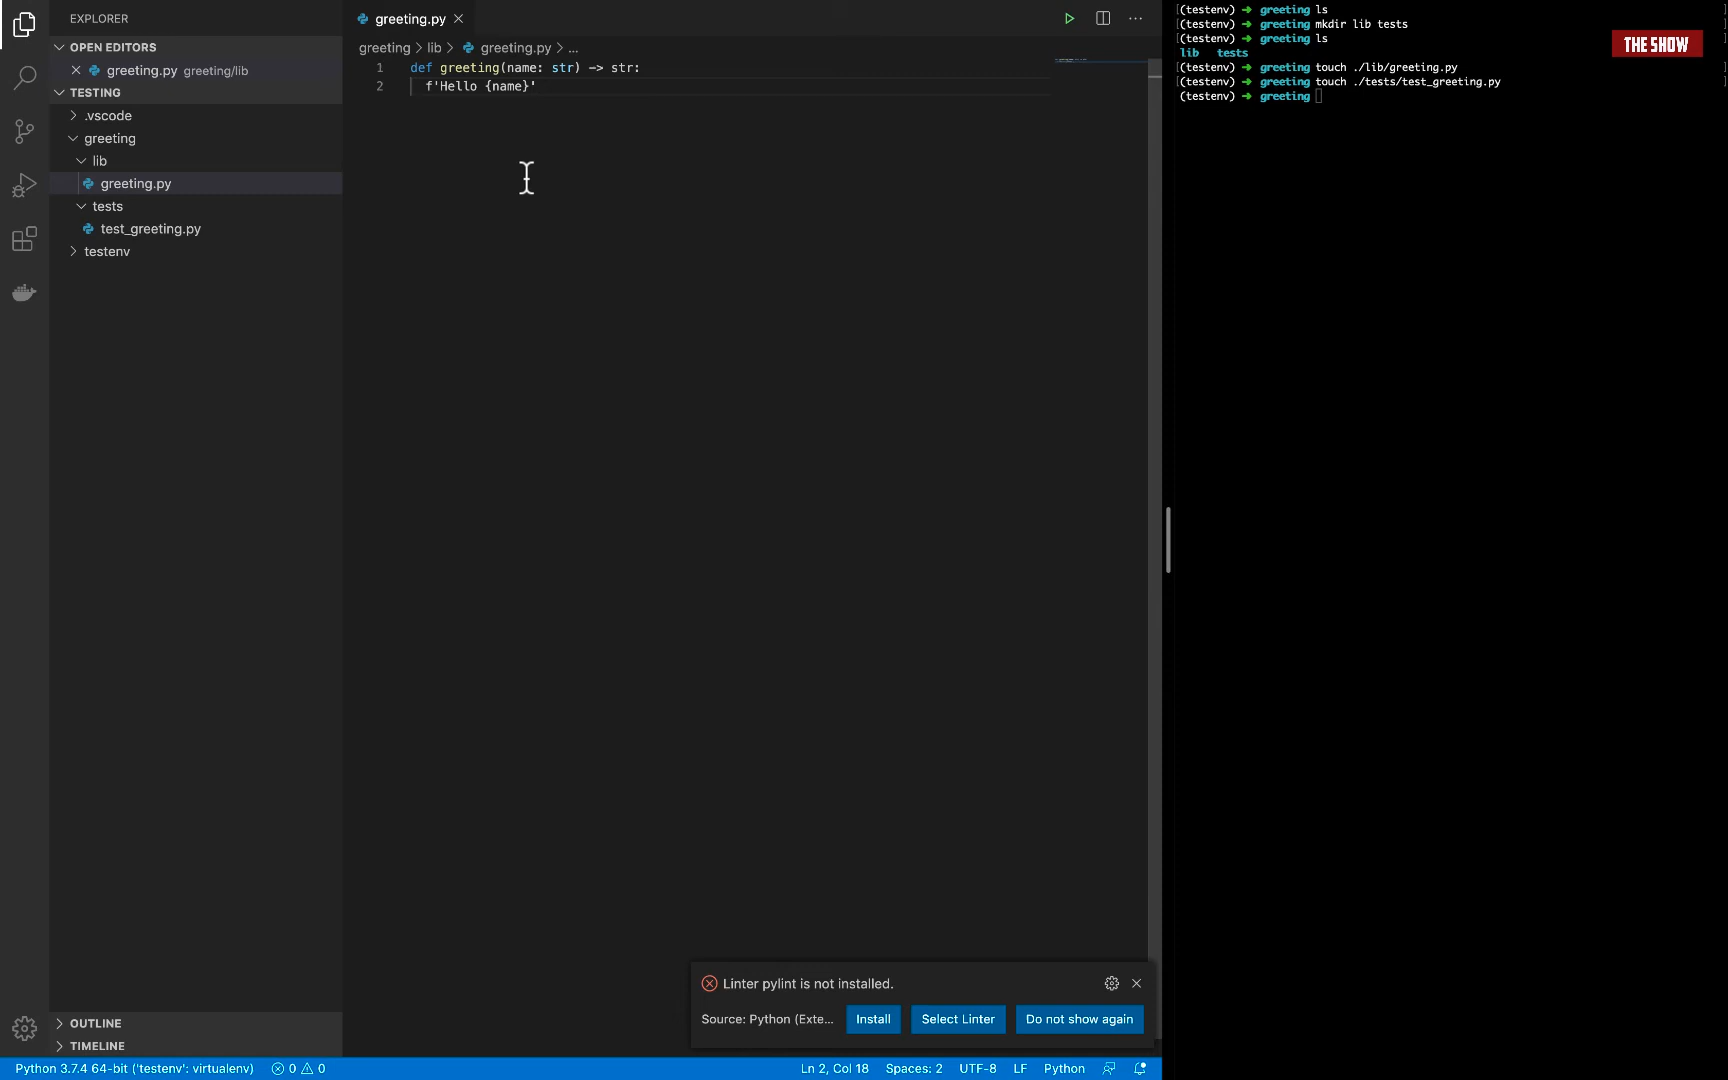 EXPLORER
OPEN EDITORS
greeting.py greeting/lib
TESTING
.vscode
greeting
lib
greeting.py
tests
test_greeting.py
testenv
OUTLINE
TIMELINE
greeting.py
greeting > lib > greeting.py > ...
1 def greeting(name: str) -> str:
2 f'Hello {name}'
Linter pylint is not installed.
Source: Python (Exte... Install Select Linter Do not show again
Python 3.7.4 64-bit ('testenv': virtualenv) 0 0 Ln 2, Col 18 Spaces: 2 UTF-8 LF Python
[(testenv) ➜ greeting ls ]
[(testenv) ➜ greeting mkdir lib tests ]
[(testenv) ➜ greeting ls ]
lib tests
[(testenv) ➜ greeting touch ./lib/greeting.py ]
[(testenv) ➜ greeting touch ./tests/test_greeting.py ]
(testenv) ➜ greeting
THE SHOW